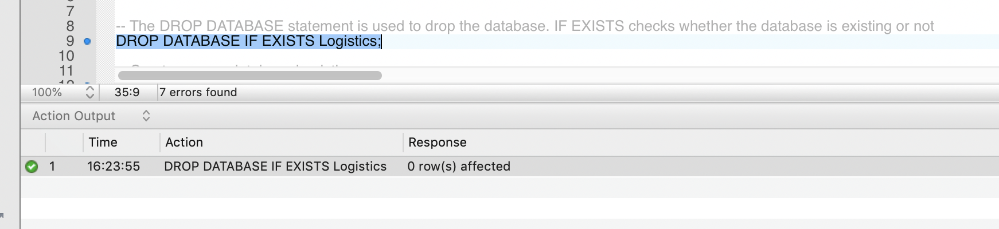 7
8 -- The DROP DATABASE statement is used to drop the database. IF EXISTS checks whether the database is existing or not
9 DROP DATABASE IF EXISTS Logistics;
10
11
100% 35:9 7 errors found
Action Output
Time Action Response
1 16:23:55 DROP DATABASE IF EXISTS Logistics 0 row(s) affected